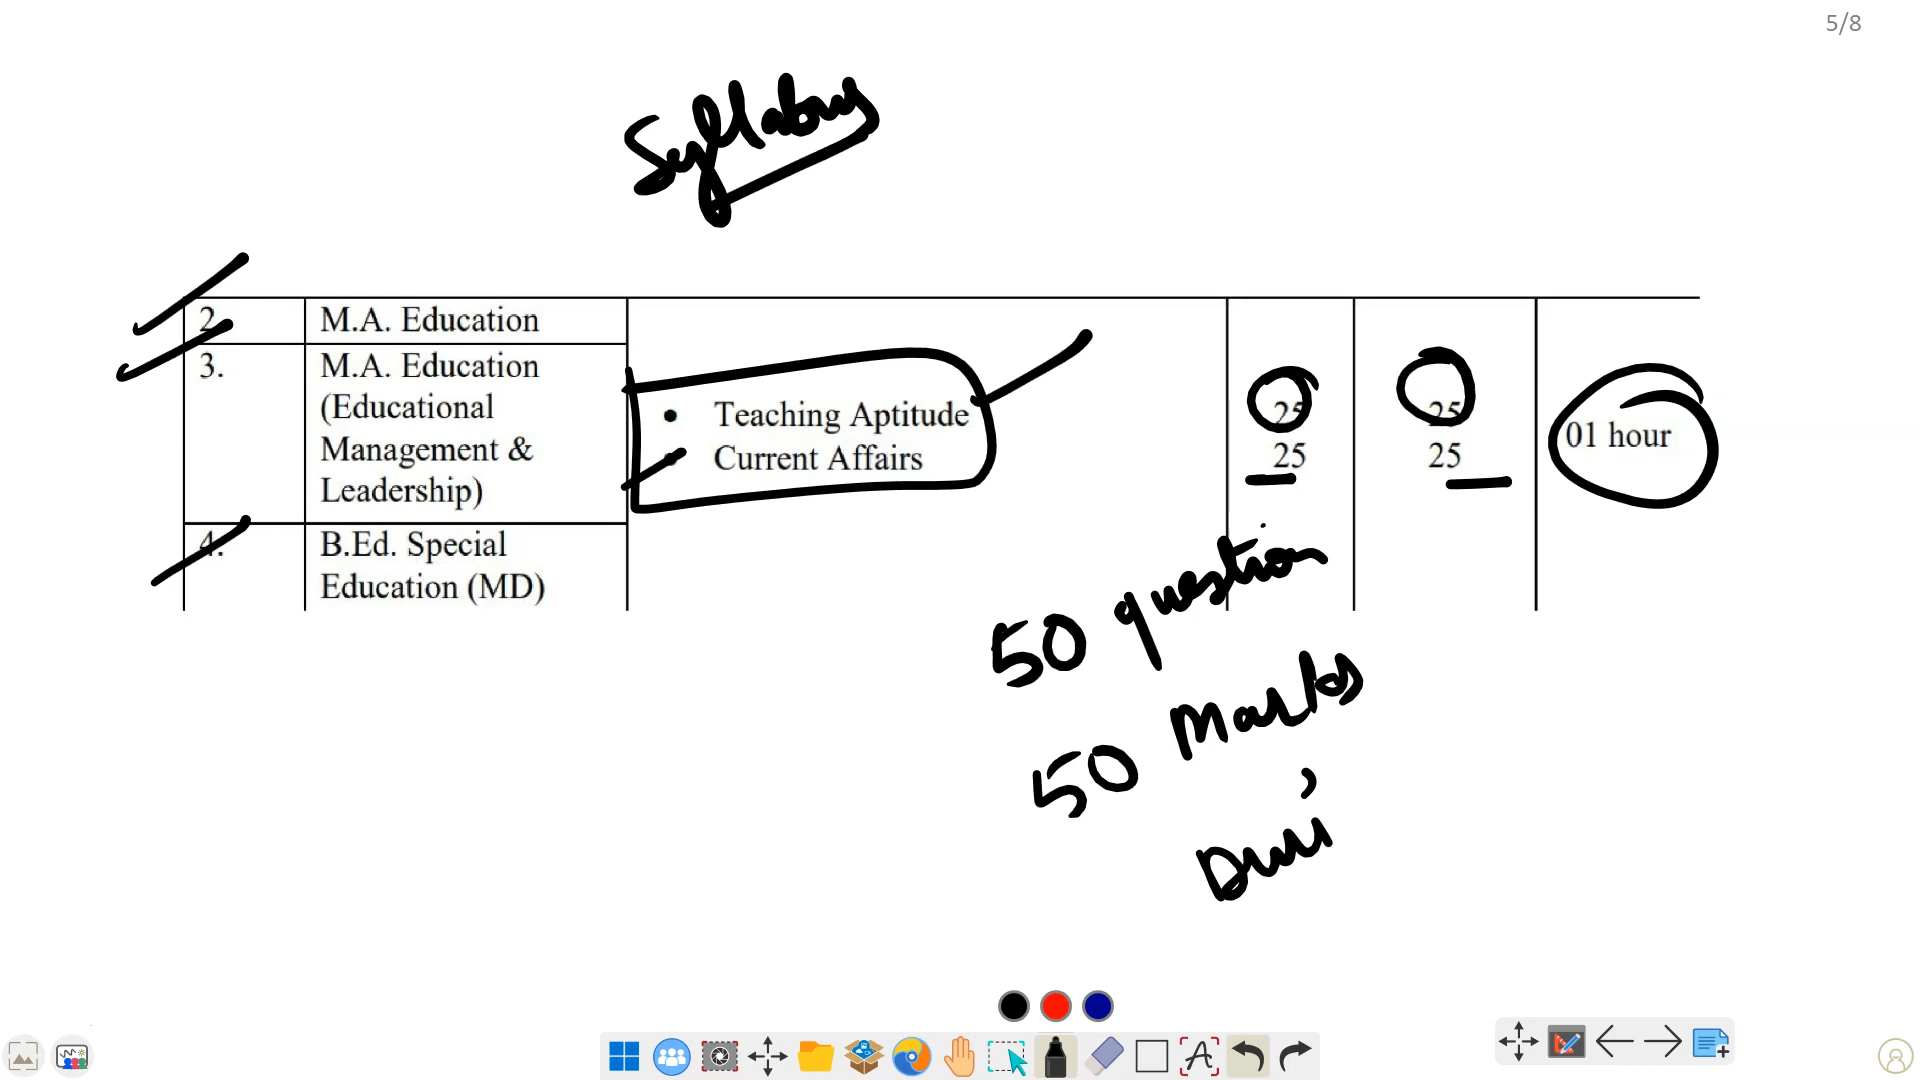 5/8
Syllabus
2.
M.A. Education
3.
M.A. Education
(Educational
Management &
Leadership)
• Teaching Aptitude
• Current Affairs
25
25
25
25
01 hour
4.
B.Ed. Special
Education (MD)
50 question
50 Marks